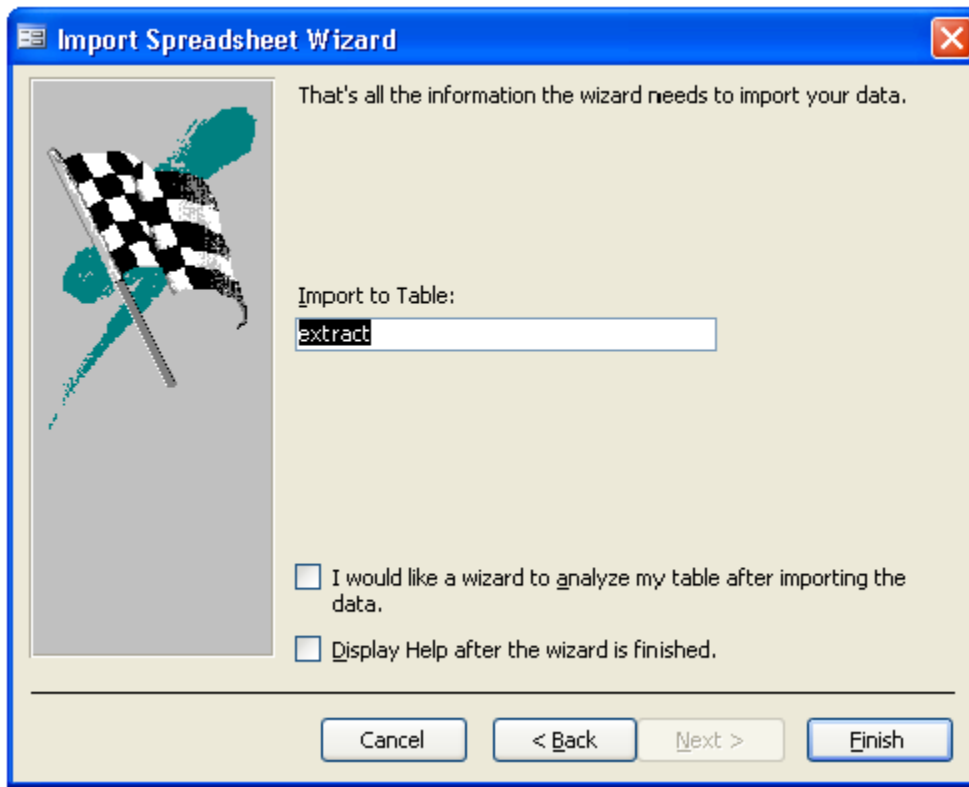 Import Spreadsheet Wizard
That's all the information the wizard needs to import your data.
Import to Table:
extract
I would like a wizard to analyze my table after importing the
data.
Display Help after the wizard is finished.
Cancel
< Back
Next >
Finish